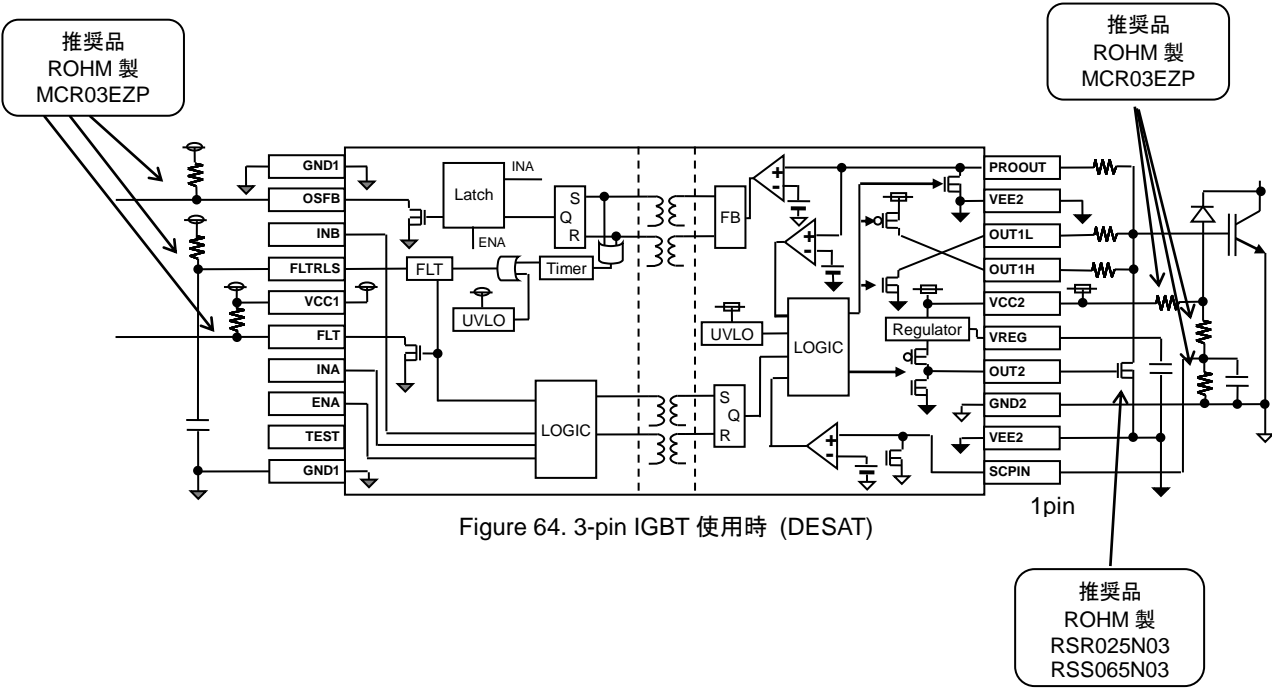 推奨品
ROHM 製
MCR03EZP
推奨品
ROHM 製
MCR03EZP
GND1
OSFB
INB
FLTRLS
VCC1
FLT
INA
ENA
TEST
GND1
Latch
INA
ENA
S
Q
R
FLT
Timer
UVLO
LOGIC
FB
+
-
+
-
UVLO
LOGIC
Regulator
S
Q
R
+
-
PROOUT
VEE2
OUT1L
OUT1H
VCC2
VREG
OUT2
GND2
VEE2
SCPIN
1pin
Figure 64. 3-pin IGBT 使用時 (DESAT)
推奨品
ROHM 製
RSR025N03
RSS065N03